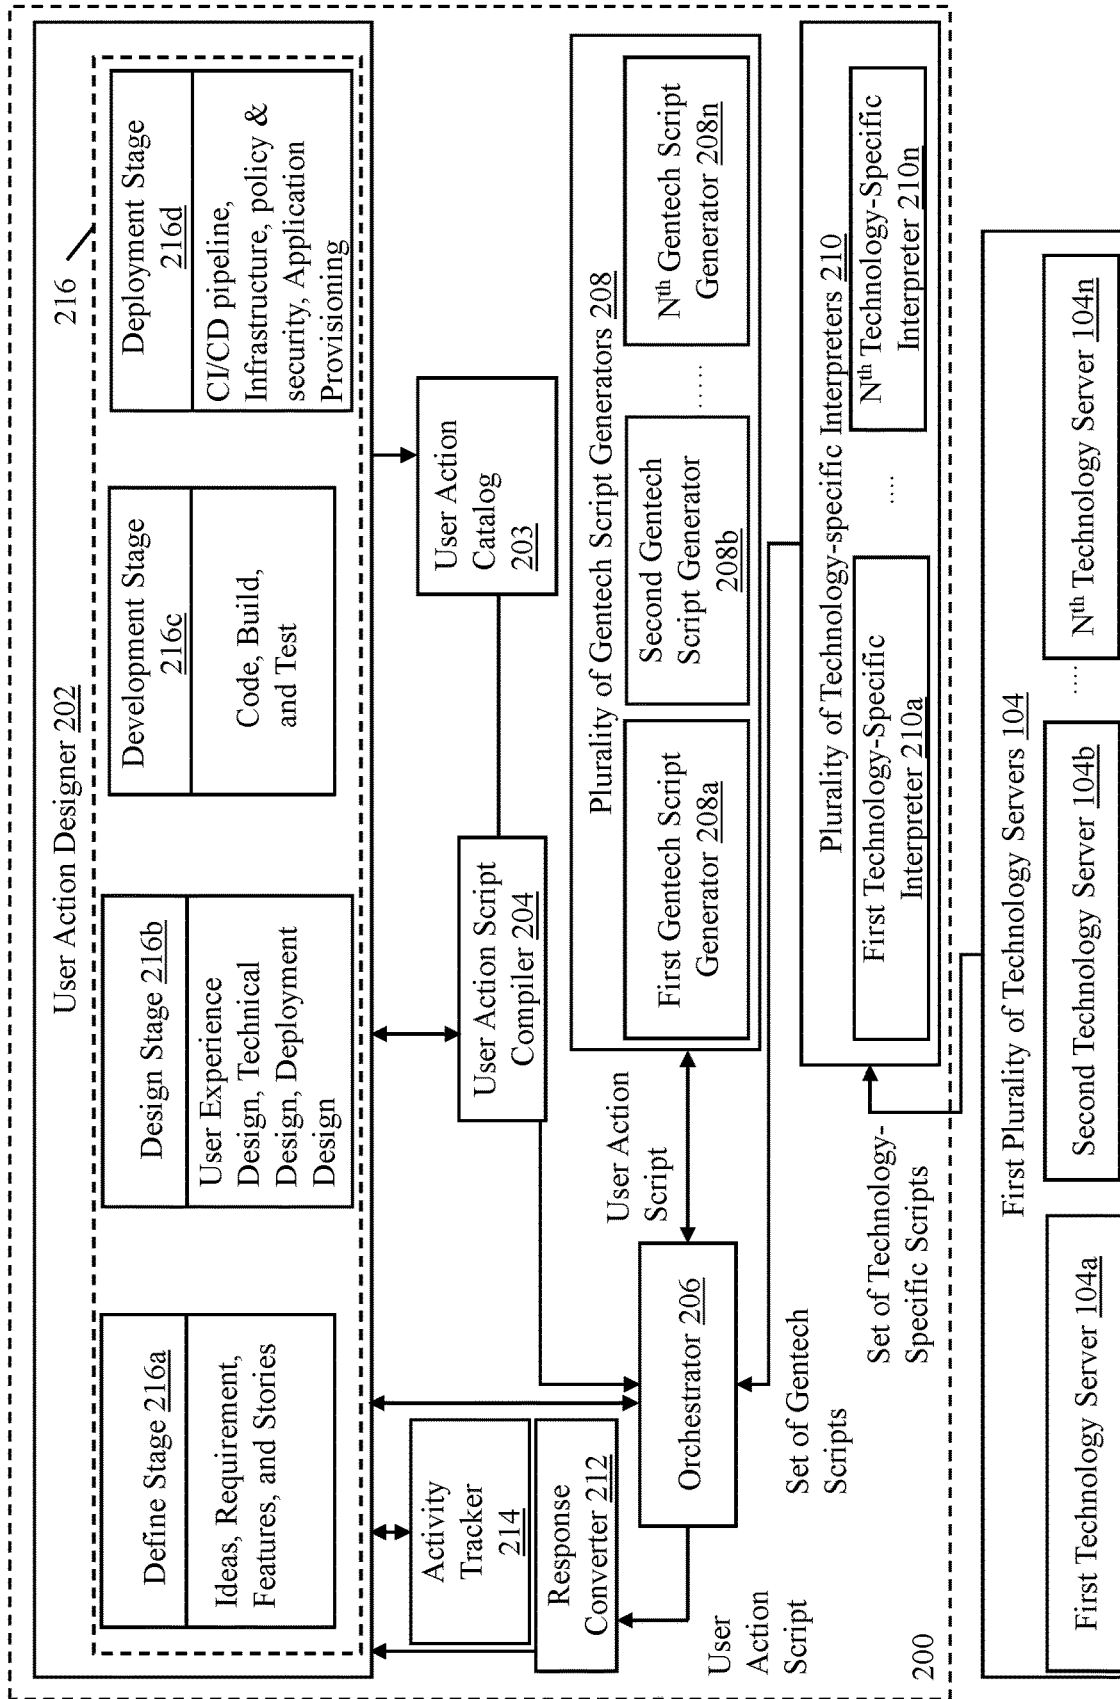 User Action Designer 202
216
Define Stage 216a
Ideas, Requirement,
Features, and Stories
Design Stage 216b
User Experience
Design, Technical
Design, Deployment
Design
Development Stage
216c
Code, Build,
and Test
Deployment Stage
216d
CI/CD pipeline,
Infrastructure, policy &
security, Application
Provisioning
Activity
Tracker
214
Response
Converter 212
User Action Script
Compiler 204
User Action
Catalog
203
Orchestrator 206
User Action
Script
User
Action
Script
Set of Gentech
Scripts
Plurality of Gentech Script Generators 208
First Gentech Script
Generator 208a
Second Gentech
Script Generator
208b
.....
Nth Gentech Script
Generator 208n
Plurality of Technology-specific Interpreters 210
First Technology-Specific
Interpreter 210a
....
Nth Technology-Specific
Interpreter 210n
Set of Technology-
Specific Scripts
200
First Plurality of Technology Servers 104
First Technology Server 104a
Second Technology Server 104b
....
Nth Technology Server 104n